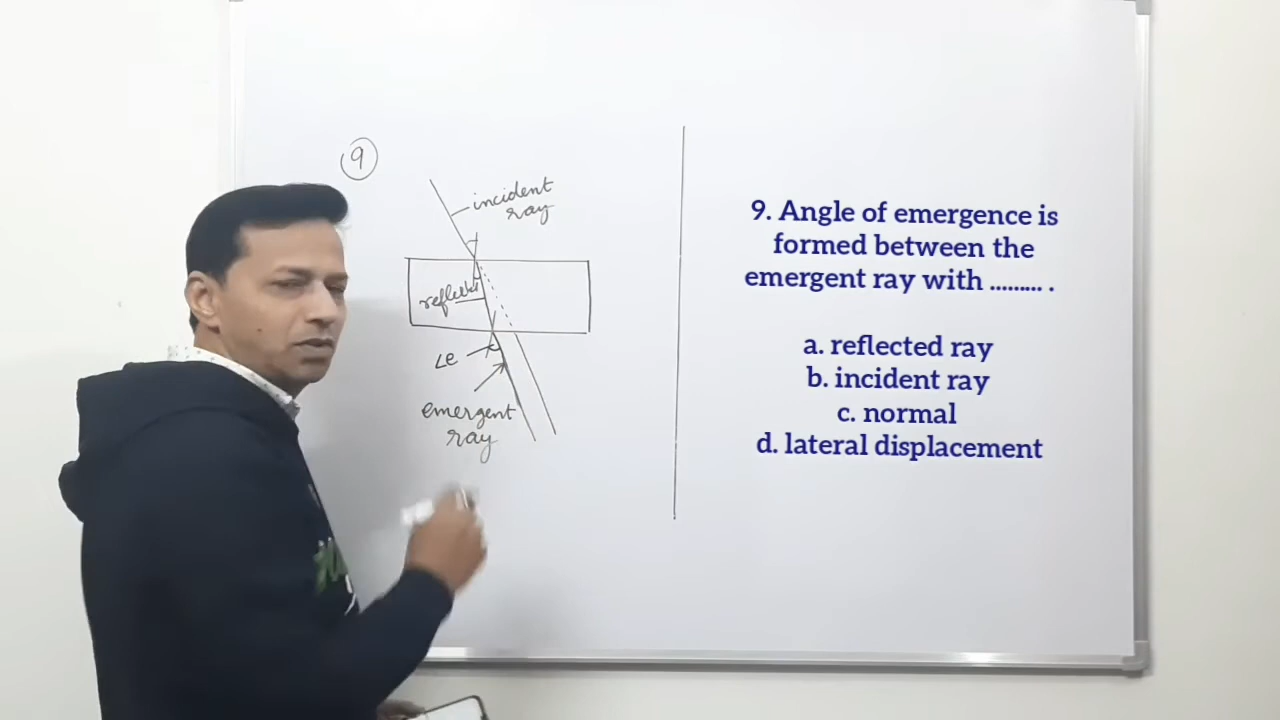 9
incident
ray
∠e
emergent
ray
9. Angle of emergence is
formed between the
emergent ray with ......... .
a. reflected ray
b. incident ray
c. normal
d. lateral displacement